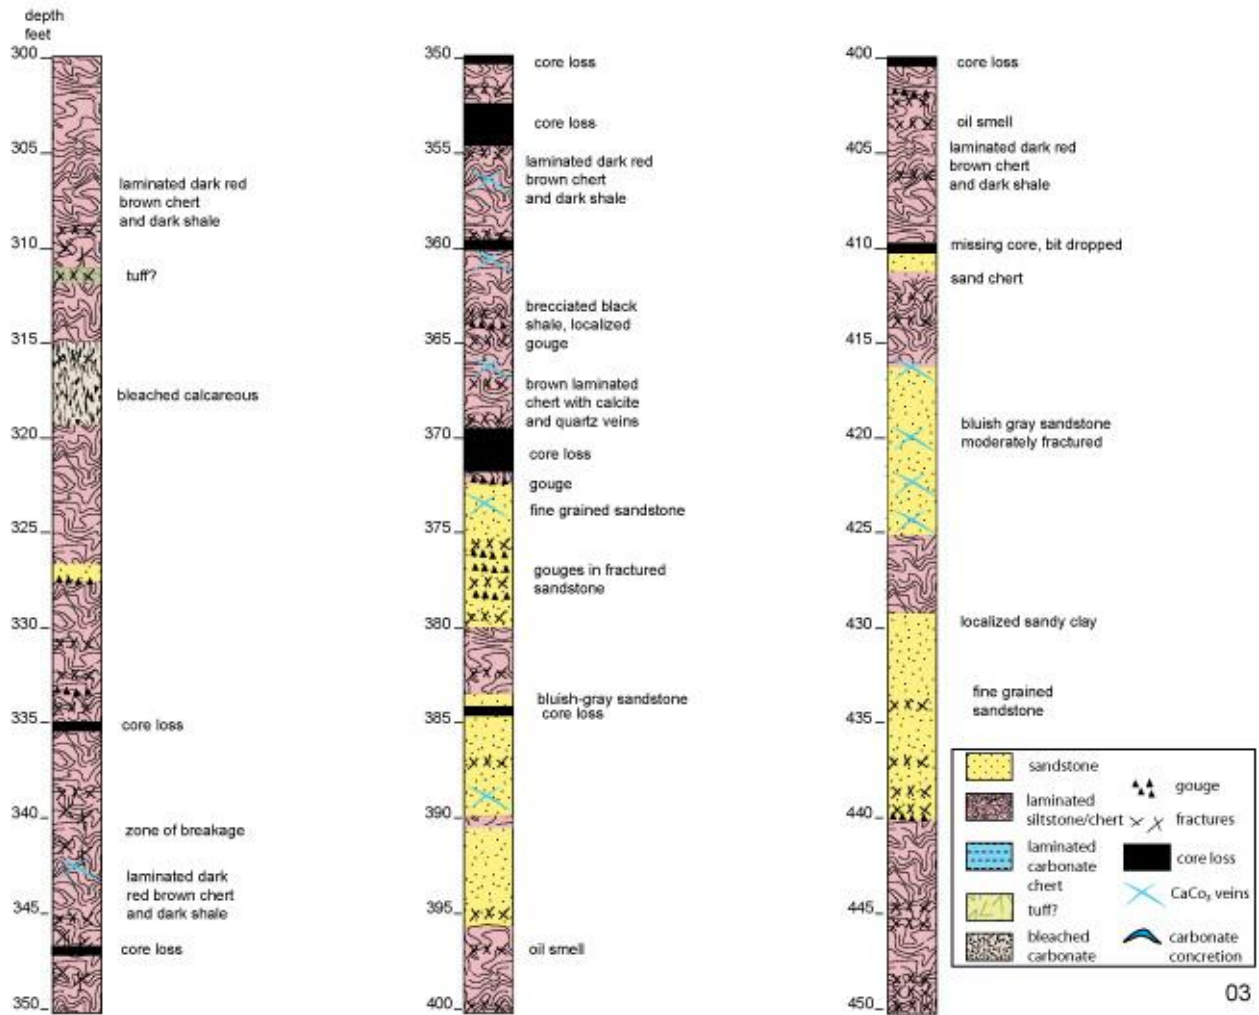 depth
feet
300
305
laminated dark red
brown chert
and dark shale
310
tuff?
315
bleached calcareous
320
325
330
335
core loss
340
zone of breakage
laminated dark
red brown chert
and dark shale
345
core loss
350
350
core loss
core loss
355
laminated dark red
brown chert
and dark shale
360
brecciated black
shale, localized
gouge
365
brown laminated
chert with calcite
and quartz veins
370
core loss
gouge
fine grained sandstone
375
gouges in fractured
sandstone
380
bluish-gray sandstone
core loss
385
390
395
oil smell
400
400
core loss
oil smell
405
laminated dark red
brown chert
and dark shale
410
missing core, bit dropped
sand chert
415
bluish gray sandstone
moderately fractured
420
425
localized sandy clay
430
fine grained
sandstone
435
440
445
450
sandstone
laminated
siltstone/chert
laminated
carbonate
chert
tuff?
bleached
carbonate
gouge
fractures
core loss
CaCo₃ veins
carbonate
concretion
03